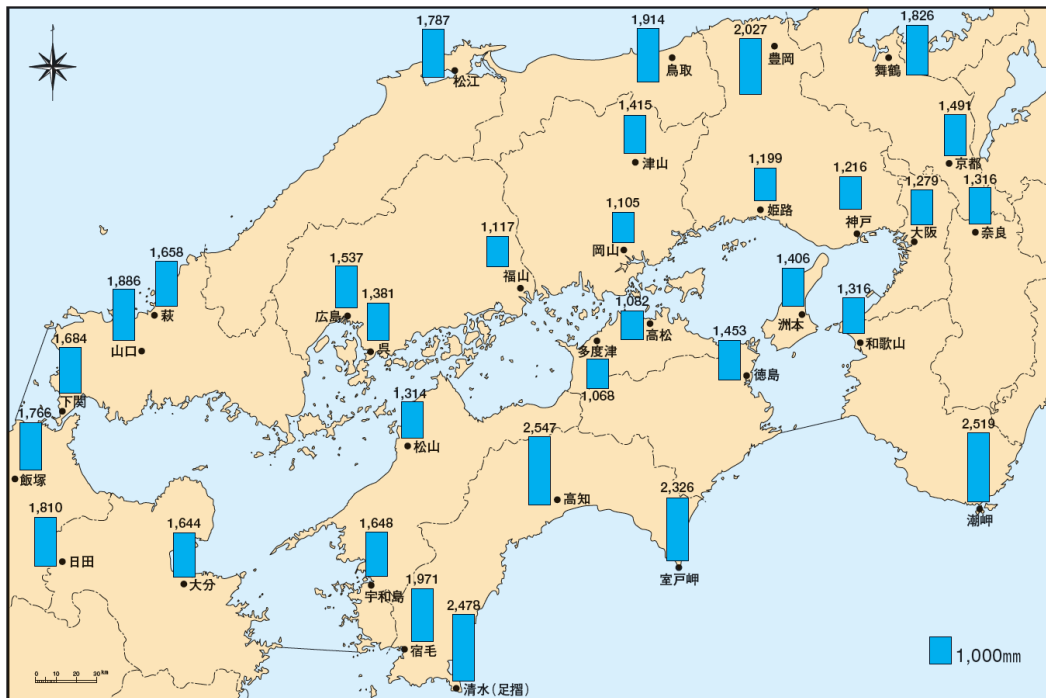 1,787
松江
1,914
鳥取
2,027
豊岡
1,826
舞鶴
1,415
津山
1,491
京都
1,199
姫路
1,216
神戸
1,279
大阪
1,316
奈良
1,105
岡山
1,117
福山
1,658
萩
1,886
山口
1,537
広島
1,381
呉
1,082
高松
多度津
1,068
1,406
洲本
1,316
和歌山
1,453
徳島
1,684
下関
1,766
飯塚
1,314
松山
2,547
高知
2,326
室戸岬
2,519
潮岬
1,810
日田
1,644
大分
1,648
宇和島
1,971
宿毛
2,478
清水(足摺)
1,000mm
0 10 20 30 km